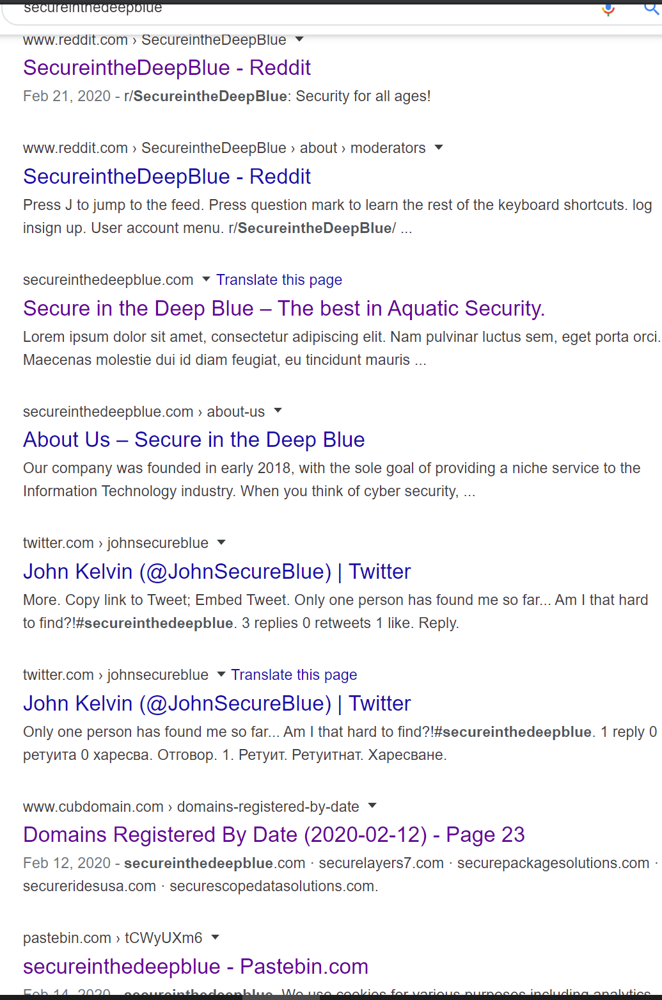 secureinthedeepblue
www.reddit.com › SecureintheDeepBlue
SecureintheDeepBlue - Reddit
Feb 21, 2020 - r/SecureintheDeepBlue: Security for all ages!
www.reddit.com › SecureintheDeepBlue › about › moderators
SecureintheDeepBlue - Reddit
Press J to jump to the feed. Press question mark to learn the rest of the keyboard shortcuts. log
insign up. User account menu. r/SecureintheDeepBlue/ ...
secureinthedeepblue.com Translate this page
Secure in the Deep Blue – The best in Aquatic Security.
Lorem ipsum dolor sit amet, consectetur adipiscing elit. Nam pulvinar luctus sem, eget porta orci.
Maecenas molestie dui id diam feugiat, eu tincidunt mauris ...
secureinthedeepblue.com › about-us
About Us – Secure in the Deep Blue
Our company was founded in early 2018, with the sole goal of providing a niche service to the
Information Technology industry. When you think of cyber security, ...
twitter.com › johnsecureblue
John Kelvin (@JohnSecureBlue) | Twitter
More. Copy link to Tweet; Embed Tweet. Only one person has found me so far... Am I that hard
to find?!#secureinthedeepblue. 3 replies 0 retweets 1 like. Reply.
twitter.com › johnsecureblue Translate this page
John Kelvin (@JohnSecureBlue) | Twitter
Only one person has found me so far... Am I that hard to find?!#secureinthedeepblue. 1 reply 0
ретуита 0 харесва. Отговор. 1. Ретуит. Ретуитнат. Харесване.
www.cubdomain.com › domains-registered-by-date
Domains Registered By Date (2020-02-12) - Page 23
Feb 12, 2020 - secureinthedeepblue.com · securelayers7.com · securepackagesolutions.com ·
secureridesusa.com · securescopedatasolutions.com.
pastebin.com › tCWyUXm6
secureinthedeepblue - Pastebin.com
Feb 14, 2020 - secureinthedeepblue. We use cookies for various purposes including analytics.